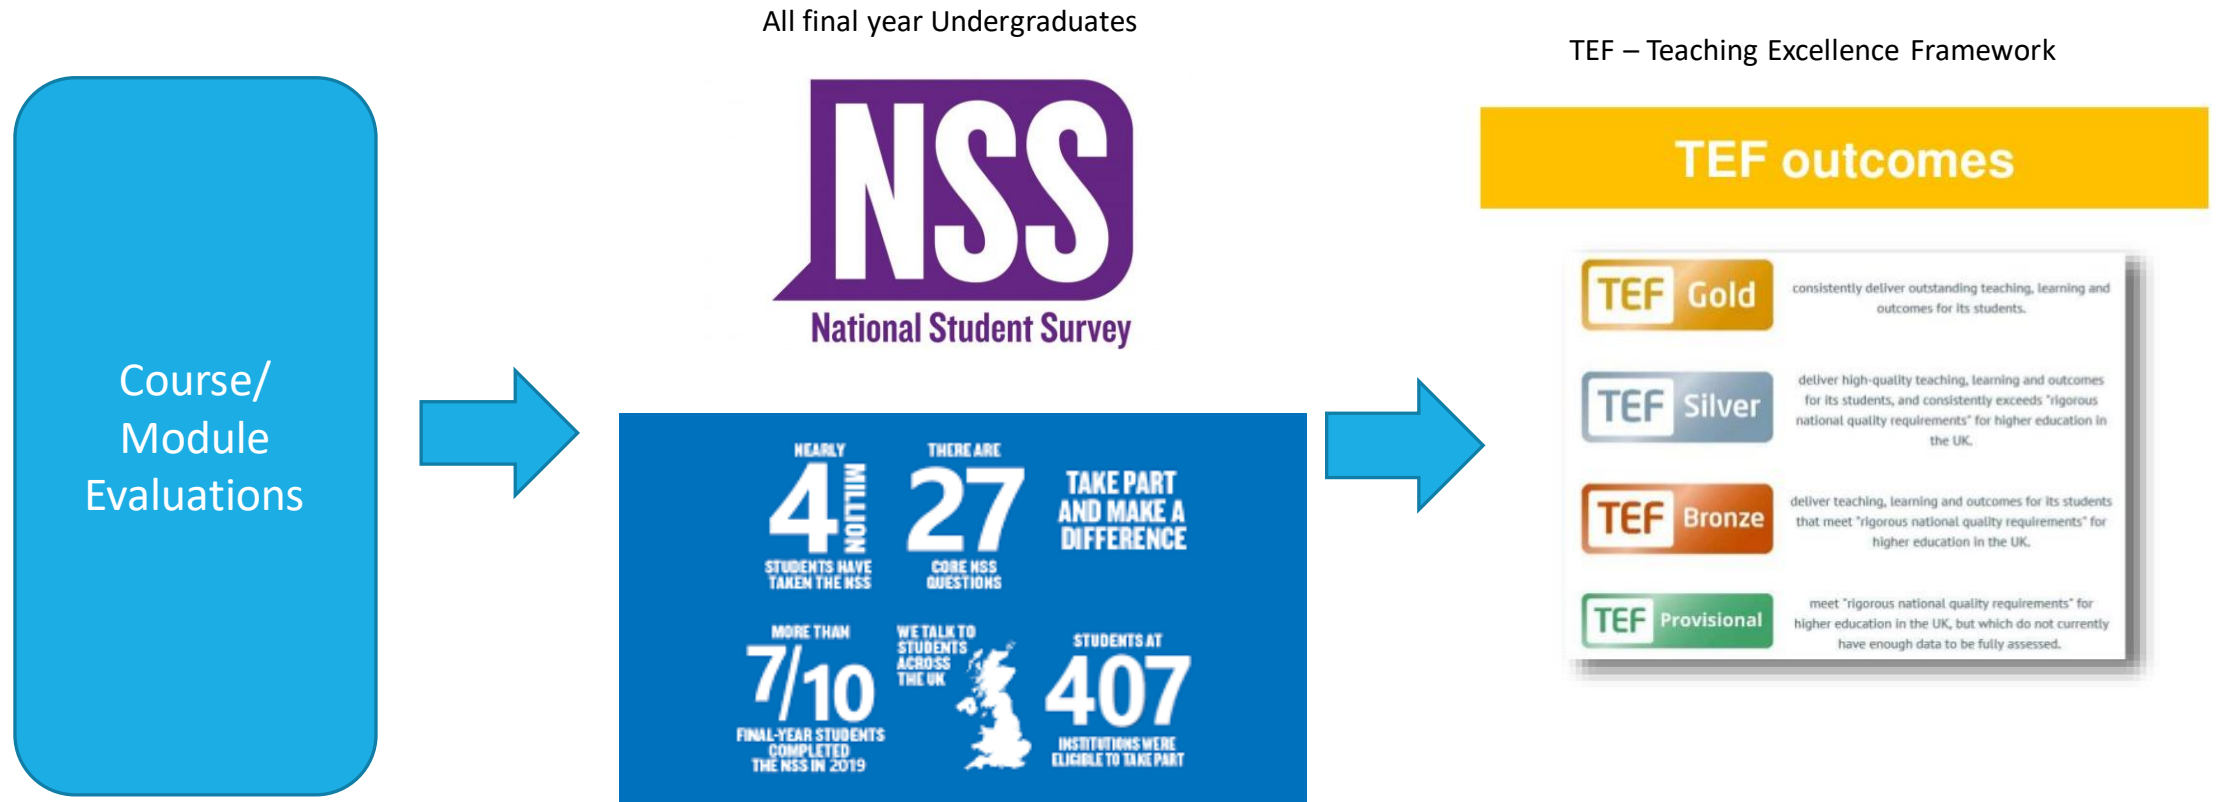 All final year Undergraduates
TEF – Teaching Excellence Framework
Course/
Module
Evaluations
NSS
National Student Survey
NEARLY
4 MILLION
STUDENTS HAVE
TAKEN THE NSS
THERE ARE
27
CORE NSS
QUESTIONS
TAKE PART
AND MAKE A
DIFFERENCE
MORE THAN
7/10
FINAL-YEAR STUDENTS
COMPLETED
THE NSS IN 2019
WE TALK TO
STUDENTS
ACROSS
THE UK
STUDENTS AT
407
INSTITUTIONS WERE
ELIGIBLE TO TAKE PART
TEF outcomes
TEF Gold
consistently deliver outstanding teaching, learning and
outcomes for its students.
TEF Silver
deliver high-quality teaching, learning and outcomes
for its students, and consistently exceeds "rigorous
national quality requirements" for higher education in
the UK.
TEF Bronze
deliver teaching, learning and outcomes for its students
that meet "rigorous national quality requirements" for
higher education in the UK.
TEF Provisional
meet "rigorous national quality requirements" for
higher education in the UK, but which do not currently
have enough data to be fully assessed.